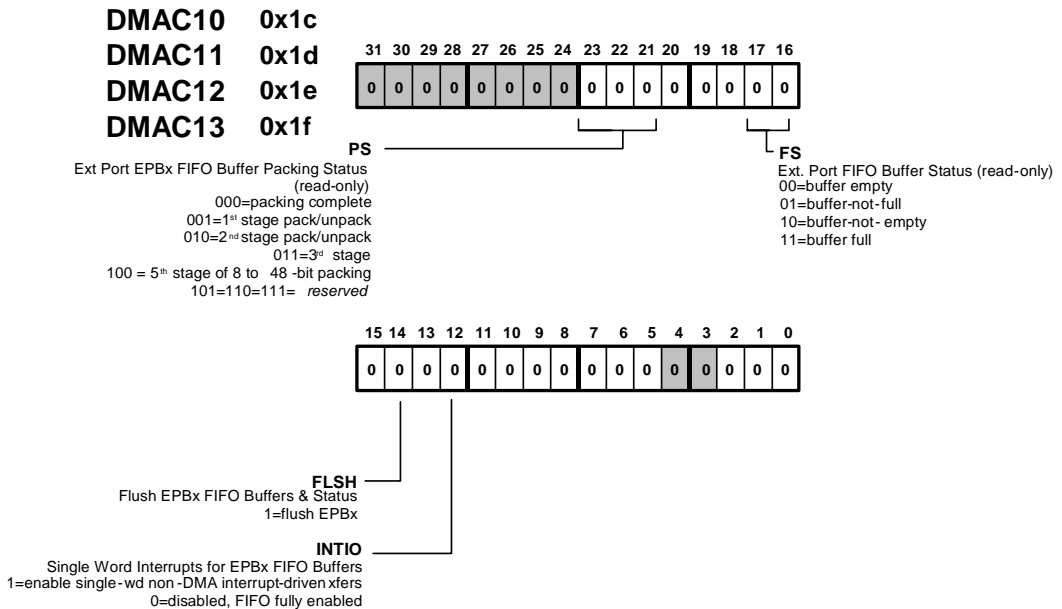 DMAC10 0x1c
DMAC11 0x1d
DMAC12 0x1e
DMAC13 0x1f
31 30 29 28 27 26 25 24 23 22 21 20 19 18 17 16
0 0 0 0 0 0 0 0 0 0 0 0 0 0 0 0
PS
Ext Port EPBx FIFO Buffer Packing Status
(read-only)
000=packing complete
001=1st stage pack/unpack
010=2nd stage pack/unpack
011=3rd stage
100 = 5th stage of 8 to 48 -bit packing
101=110=111= reserved
FS
Ext. Port FIFO Buffer Status (read-only)
00=buffer empty
01=buffer-not-full
10=buffer-not- empty
11=buffer full
15 14 13 12 11 10 9 8 7 6 5 4 3 2 1 0
0 0 0 0 0 0 0 0 0 0 0 0 0 0 0 0
FLSH
Flush EPBx FIFO Buffers & Status
1=flush EPBx
INTIO
Single Word Interrupts for EPBx FIFO Buffers
1=enable single-wd non -DMA interrupt-driven xfers
0=disabled, FIFO fully enabled